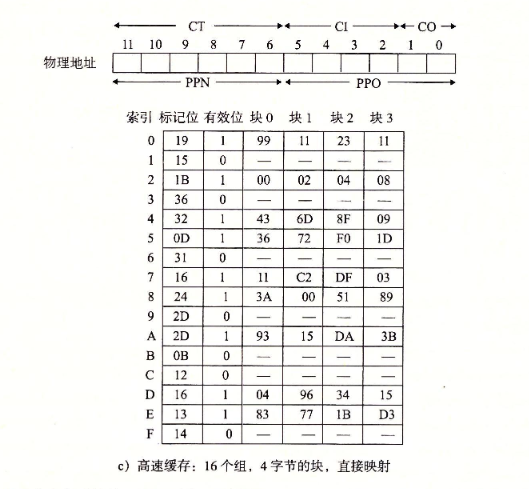 CT CI CO
11 10 9 8 7 6 5 4 3 2 1 0
物理地址
PPN PPO
索引 标记位 有效位 块0 块1 块2 块3
0 19 1 99 11 23 11
1 15 0 — — — —
2 1B 1 00 02 04 08
3 36 0 — — — —
4 32 1 43 6D 8F 09
5 0D 1 36 72 F0 1D
6 31 0 — — — —
7 16 1 11 C2 DF 03
8 24 1 3A 00 51 89
9 2D 0 — — — —
A 2D 1 93 15 DA 3B
B 0B 0 — — — —
C 12 0 — — — —
D 16 1 04 96 34 15
E 13 1 83 77 1B D3
F 14 0 — — — —
c）高速缓存：16个组，4字节的块，直接映射